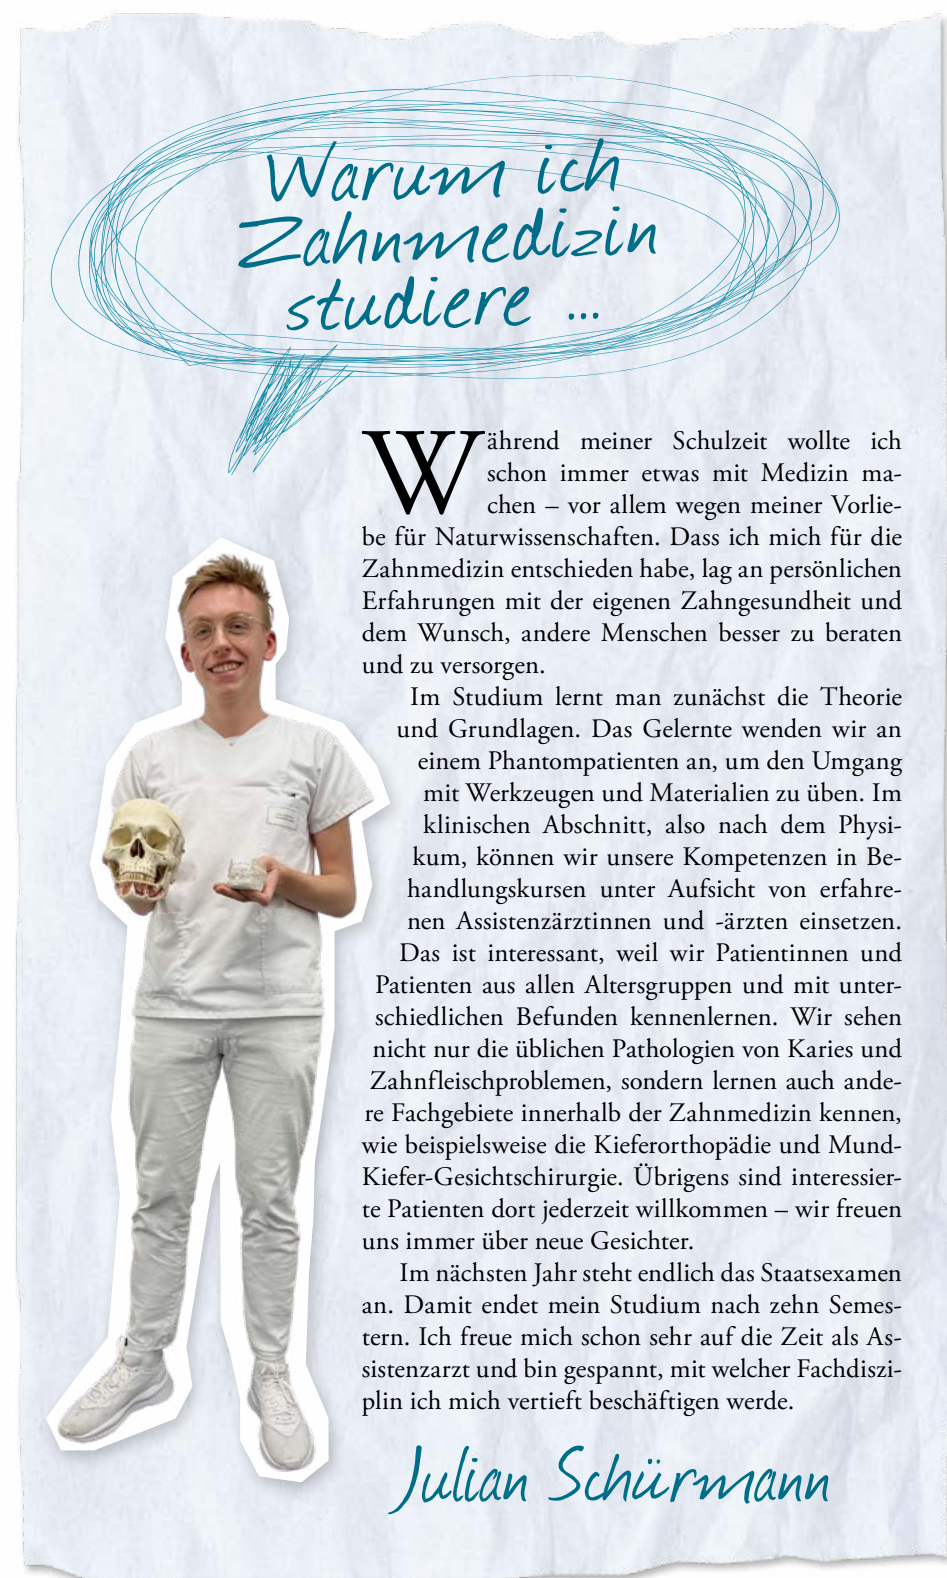 Warum ich
Zahnmedizin
studiere ...
Während meiner Schulzeit wollte ich
schon immer etwas mit Medizin ma-
chen – vor allem wegen meiner Vorlie-
be für Naturwissenschaften. Dass ich mich für die
Zahnmedizin entschieden habe, lag an persönlichen
Erfahrungen mit der eigenen Zahngesundheit und
dem Wunsch, andere Menschen besser zu beraten
und zu versorgen.
Im Studium lernt man zunächst die Theorie
und Grundlagen. Das Gelernte wenden wir an
einem Phantompatienten an, um den Umgang
mit Werkzeugen und Materialien zu üben. Im
klinischen Abschnitt, also nach dem Physi-
kum, können wir unsere Kompetenzen in Be-
handlungskursen unter Aufsicht von erfahre-
nen Assistenzärztinnen und -ärzten einsetzen.
Das ist interessant, weil wir Patientinnen und
Patienten aus allen Altersgruppen und mit unter-
schiedlichen Befunden kennenlernen. Wir sehen
nicht nur die üblichen Pathologien von Karies und
Zahnfleischproblemen, sondern lernen auch ande-
re Fachgebiete innerhalb der Zahnmedizin kennen,
wie beispielsweise die Kieferorthopädie und Mund-
Kiefer-Gesichtschirurgie. Übrigens sind interessier-
te Patienten dort jederzeit willkommen – wir freuen
uns immer über neue Gesichter.
Im nächsten Jahr steht endlich das Staatsexamen
an. Damit endet mein Studium nach zehn Semes-
tern. Ich freue mich schon sehr auf die Zeit als As-
sistenzarzt und bin gespannt, mit welcher Fachdiszi-
plin ich mich vertieft beschäftigen werde.
Julian Schürmann